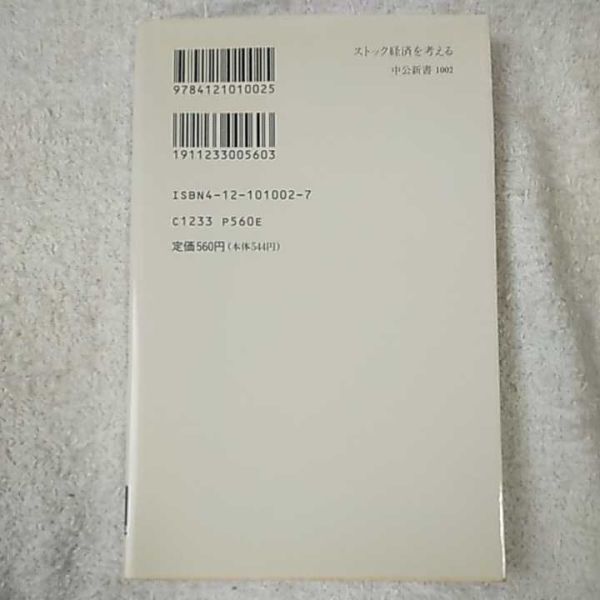 ストック経済を考える
中公新書 1002
9784121010025
1911233005603
ISBN4-12-101002-7
C1233 P560E
定価560円(本体544円)